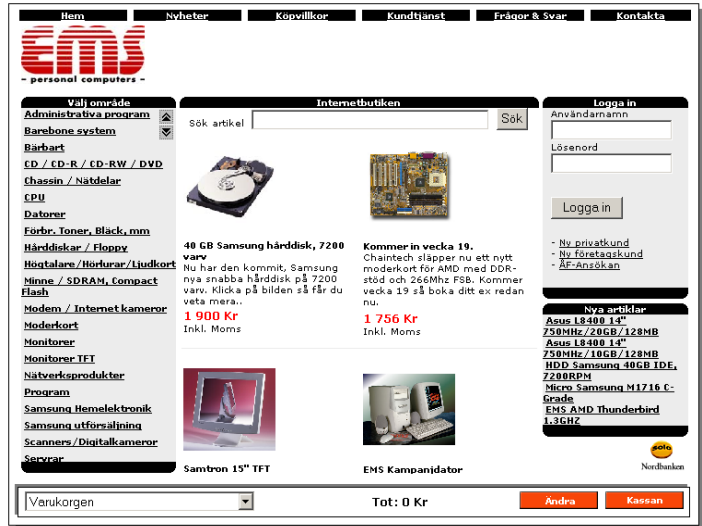 Hem Nyheter Köpvillkor Kundtjänst Frågor & Svar Kontakta
EMS
- personal computers -
Välj område
Administrativa program
Barebone system
Bärbart
CD / CD-R / CD-RW / DVD
Chassin / Nätdelar
CPU
Datorer
Förbr. Toner, Bläck, mm
Hårddiskar / Floppy
Högtalare/Hörlurar/Ljudkort
Minne / SDRAM, Compact
Flash
Modem / Internet kameror
Moderkort
Monitorer
Monitorer TFT
Nätverksprodukter
Program
Samsung Hemelektronik
Samsung utförsäljning
Scanners/Digitalkameror
Servrar
Internetbutiken
Sök artikel
Sök
40 GB Samsung hårddisk, 7200
varv
Nu har den kommit, Samsung
nya snabba hårddisk på 7200
varv. Klicka på bilden så får du
veta mera..
1 900 Kr
Inkl. Moms
Kommer in vecka 19.
Chaintech släpper nu ett nytt
moderkort för AMD med DDR-
stöd och 266Mhz FSB. Kommer
vecka 19 så boka ditt ex redan
nu.
1 756 Kr
Inkl. Moms
Samtron 15" TFT
EMS Kampanjdator
Logga in
Användarnamn
Lösenord
Logga in
- Ny privatkund
- Ny företagskund
- ÅF-Ansökan
Nya artiklar
Asus L8400 14"
750MHz/20GB/128MB
Asus L8400 14"
750MHz/10GB/128MB
HDD Samsung 40GB IDE,
7200RPM
Micro Samsung M1716 C-
Grade
EMS AMD Thunderbird
1.3GHZ
solo
Nordbanken
Varukorgen
Tot: 0 Kr
Ändra
Kassan